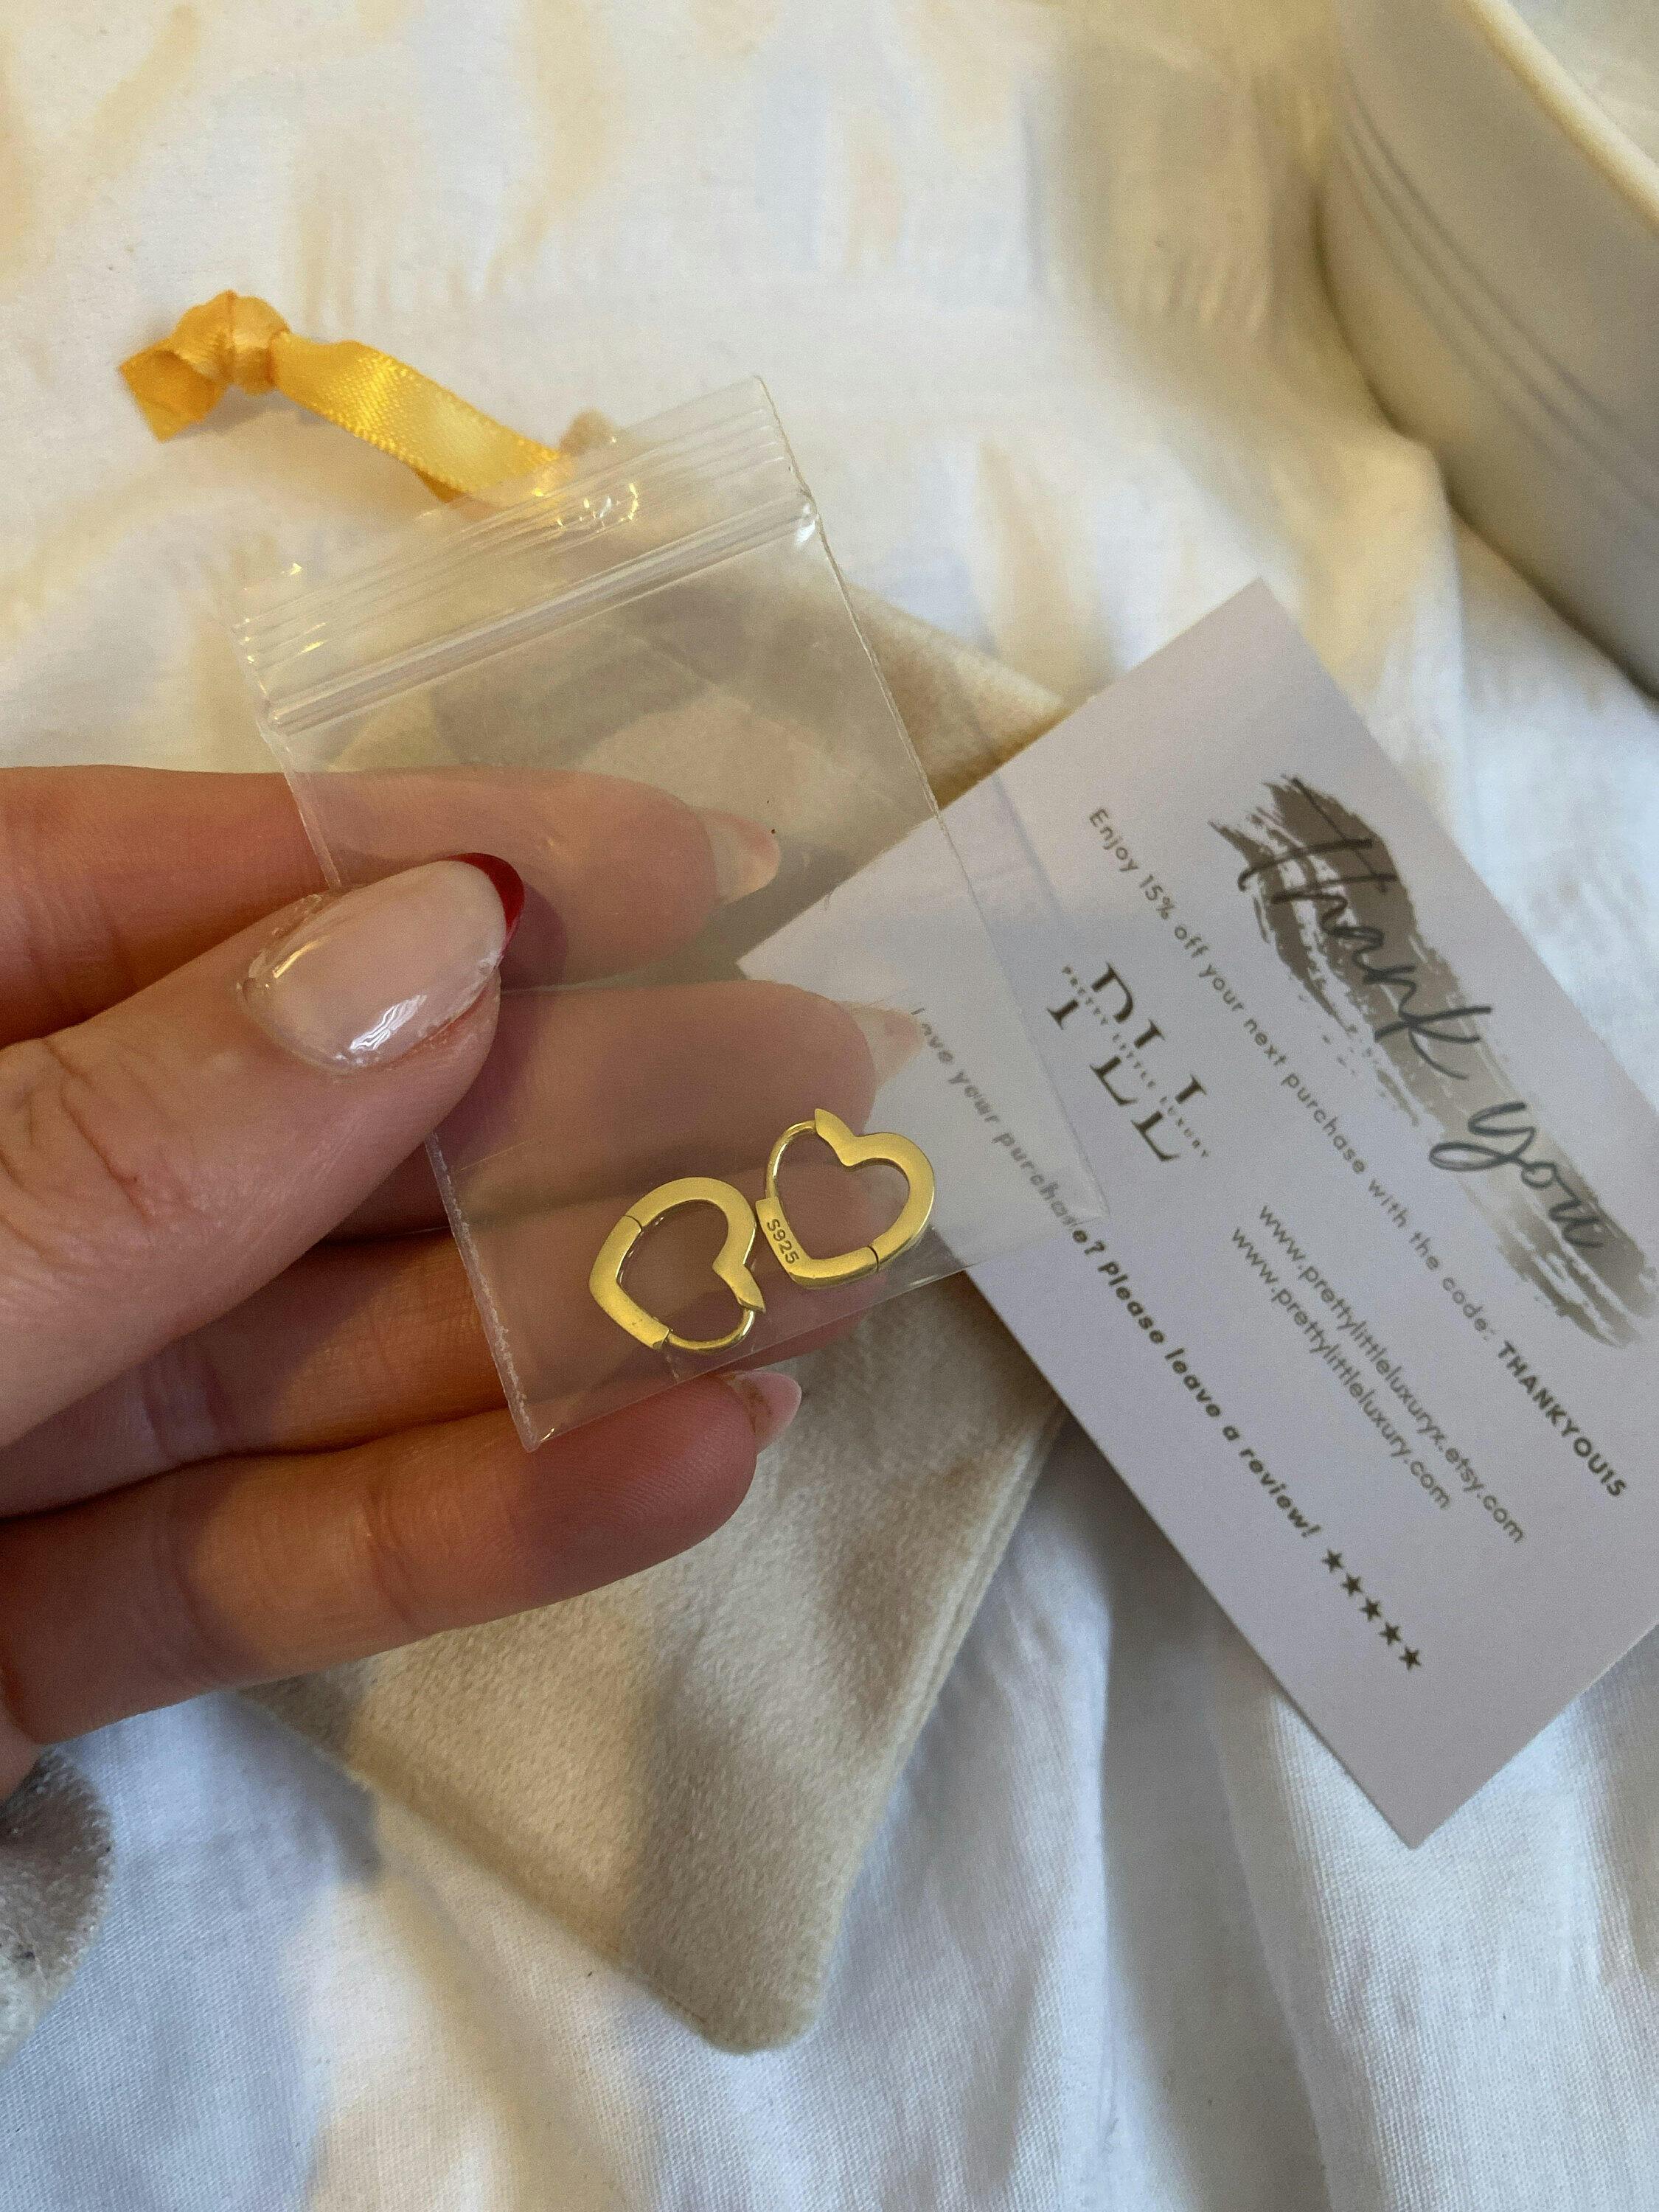 Thank you
Enjoy 15% off your next purchase with the code: THANKYOU15
PLL
PRETTY LITTLE LUXURY
www.prettylittleluxuryx.etsy.com
www.prettylittleluxury.com
Love your purchase? Please leave a review! ★★★★★
S925